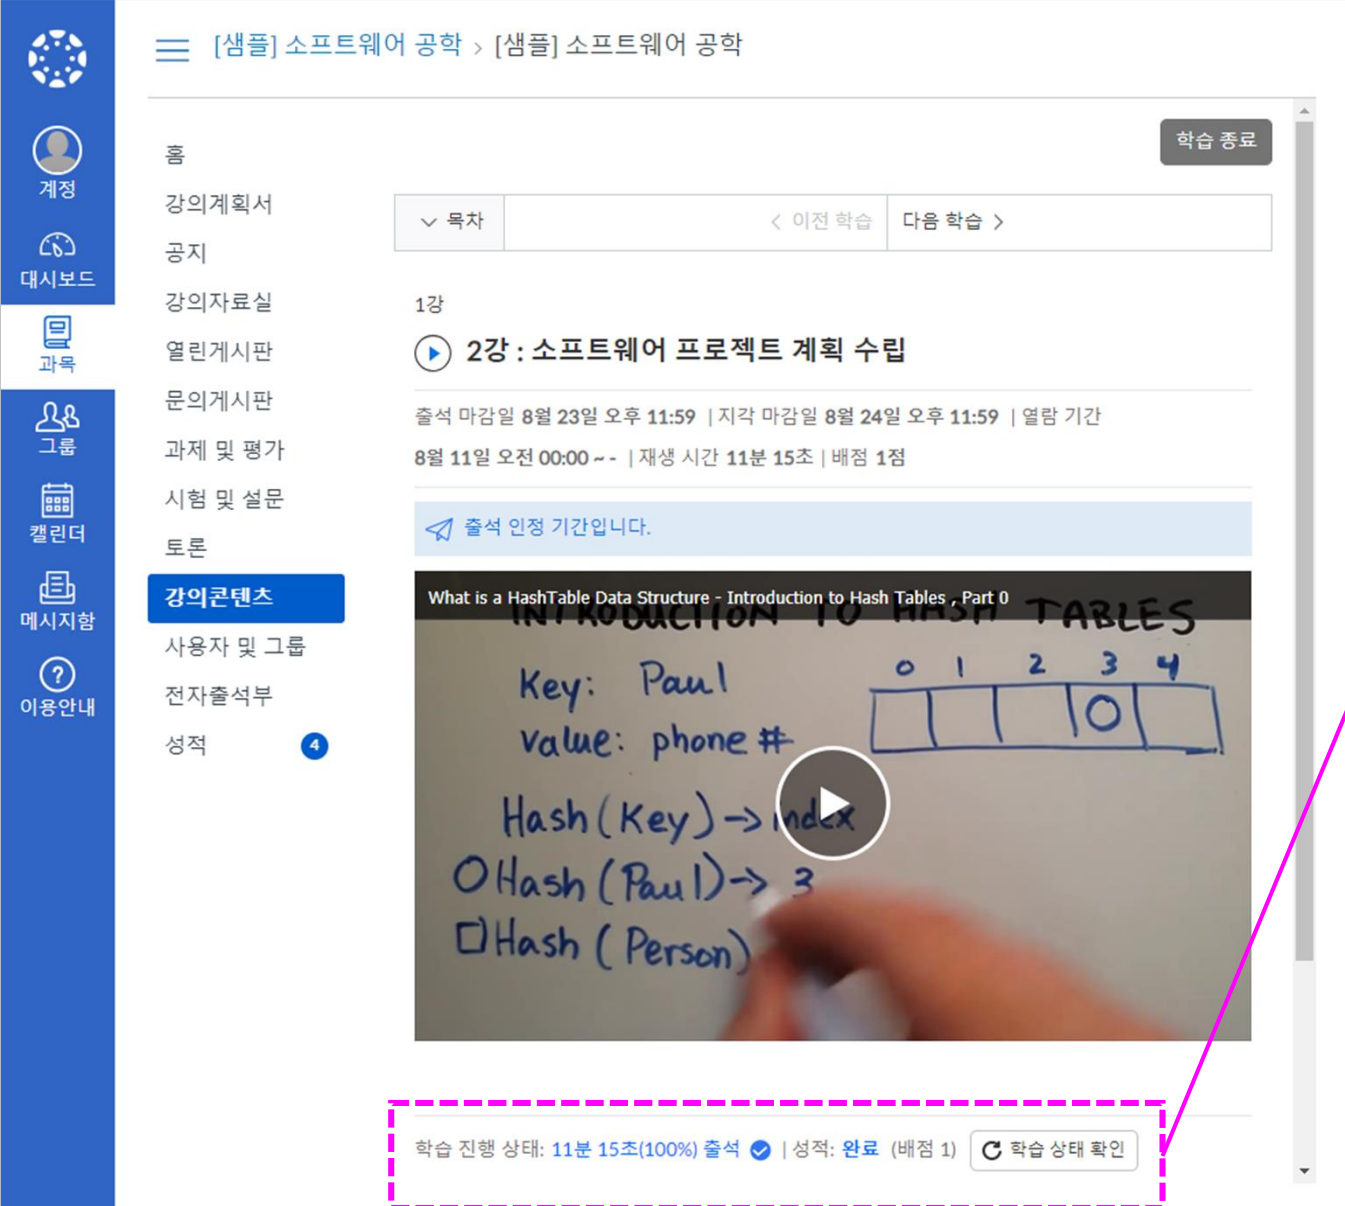 [샘플] 소프트웨어 공학 › [샘플] 소프트웨어 공학
계정
대시보드
과목
그룹
캘린더
메시지함
이용안내
홈
강의계획서
공지
강의자료실
열린게시판
문의게시판
과제 및 평가
시험 및 설문
토론
강의콘텐츠
사용자 및 그룹
전자출석부
성적 4
학습 종료
목차 < 이전 학습 다음 학습 >
1강
2강 : 소프트웨어 프로젝트 계획 수립
출석 마감일 8월 23일 오후 11:59 | 지각 마감일 8월 24일 오후 11:59 | 열람 기간
8월 11일 오전 00:00 ~ - | 재생 시간 11분 15초 | 배점 1점
출석 인정 기간입니다.
What is a HashTable Data Structure - Introduction to Hash Tables , Part 0
INTRODUCTION TO HASH TABLES
Key: Paul
value: phone #
0 1 2 3 4
Hash (Key) -> index
Hash (Paul) -> 3
Hash (Person)
학습 진행 상태: 11분 15초(100%) 출석 | 성적: 완료 (배점 1) 학습 상태 확인